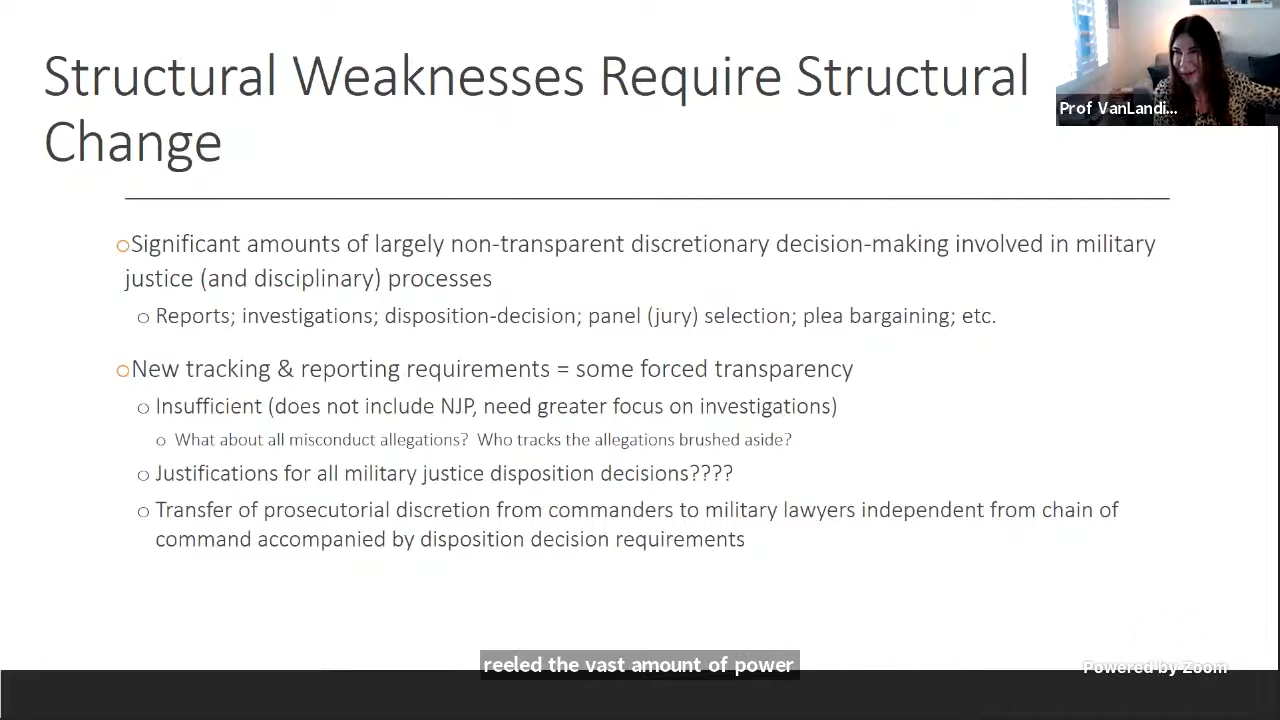 Structural Weaknesses Require Structural
Change
Prof VanLandi...
oSignificant amounts of largely non-transparent discretionary decision-making involved in military
justice (and disciplinary) processes
o Reports; investigations; disposition-decision; panel (jury) selection; plea bargaining; etc.
oNew tracking & reporting requirements = some forced transparency
o Insufficient (does not include NJP, need greater focus on investigations)
o What about all misconduct allegations? Who tracks the allegations brushed aside?
o Justifications for all military justice disposition decisions????
o Transfer of prosecutorial discretion from commanders to military lawyers independent from chain of
command accompanied by disposition decision requirements
reeled the vast amount of power
Powered by Zoom